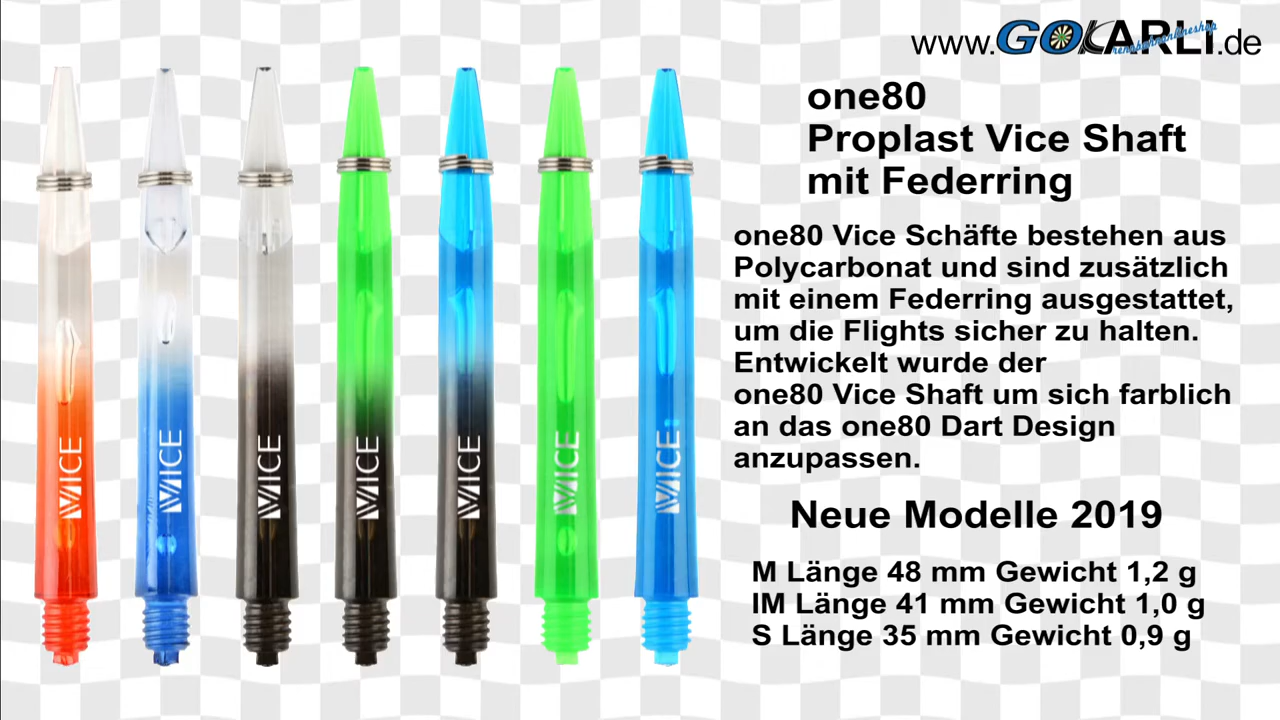 www.GOKARLI.de
rennbahnonlineshop
one80
Proplast Vice Shaft
mit Federring
one80 Vice Schäfte bestehen aus
Polycarbonat und sind zusätzlich
mit einem Federring ausgestattet,
um die Flights sicher zu halten.
Entwickelt wurde der
one80 Vice Shaft um sich farblich
an das one80 Dart Design
anzupassen.
Neue Modelle 2019
M Länge 48 mm Gewicht 1,2 g
IM Länge 41 mm Gewicht 1,0 g
S Länge 35 mm Gewicht 0,9 g
VICE
VICE
VICE
VICE
VICE
VICE
VICE